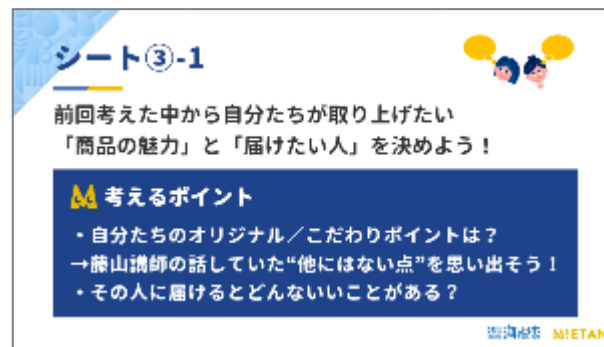 シート③-1
前回考えた中から自分たちが取り上げたい
「商品の魅力」と「届けたい人」を決めよう！
考えるポイント
・自分たちのオリジナル／こだわりポイントは？
→藤山講師の話していた“他にはない点”を思い出そう！
・その人に届けるとどんないいことがある？
MIETAN